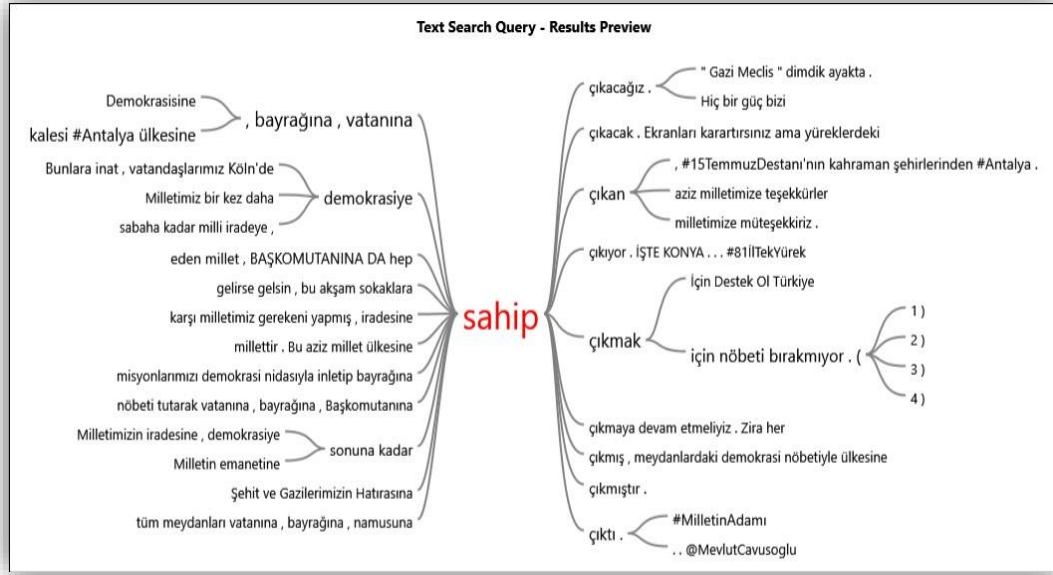 Text Search Query - Results Preview
Demokrasisine
kalesi #Antalya ülkesine
, bayrağına , vatanına
Bunlara inat , vatandaşlarımız Köln'de
Milletimiz bir kez daha
sabaha kadar milli iradeye ,
demokrasiye
eden millet , BAŞKOMUTANINA DA hep
gelirse gelsin , bu akşam sokaklara
karşı milletimiz gerekeni yapmış , iradesine
millettir . Bu aziz millet ülkesine
misyonlarımızı demokrasi nidasıyla inletip bayrağına
nöbeti tutarak vatanına , bayrağına , Başkomutanına
Milletimizin iradesine , demokrasiye
Milletin emanetine
sonuna kadar
Şehit ve Gazilerimizin Hatırasına
tüm meydanları vatanına , bayrağına , namusuna
sahip
çıkacağız .
" Gazi Meclis " dimdik ayakta .
Hiç bir güç bizi
çıkacak . Ekranları karartırsınız ama yüreklerdeki
çıkan
, #15TemmuzDestanı'nın kahraman şehirlerinden #Antalya .
aziz milletimize teşekkürler
milletimize müteşekkiriz .
çıkıyor . İŞTE KONYA . . . #81İlTekYürek
çıkmak
İçin Destek Ol Türkiye
için nöbeti bırakmıyor . (
1 )
2 )
3 )
4 )
çıkmaya devam etmeliyiz . Zira her
çıkmış , meydanlardaki demokrasi nöbetiyle ülkesine
çıkmıştır .
çıktı .
#MilletinAdamı
. . @MevlutCavusoglu